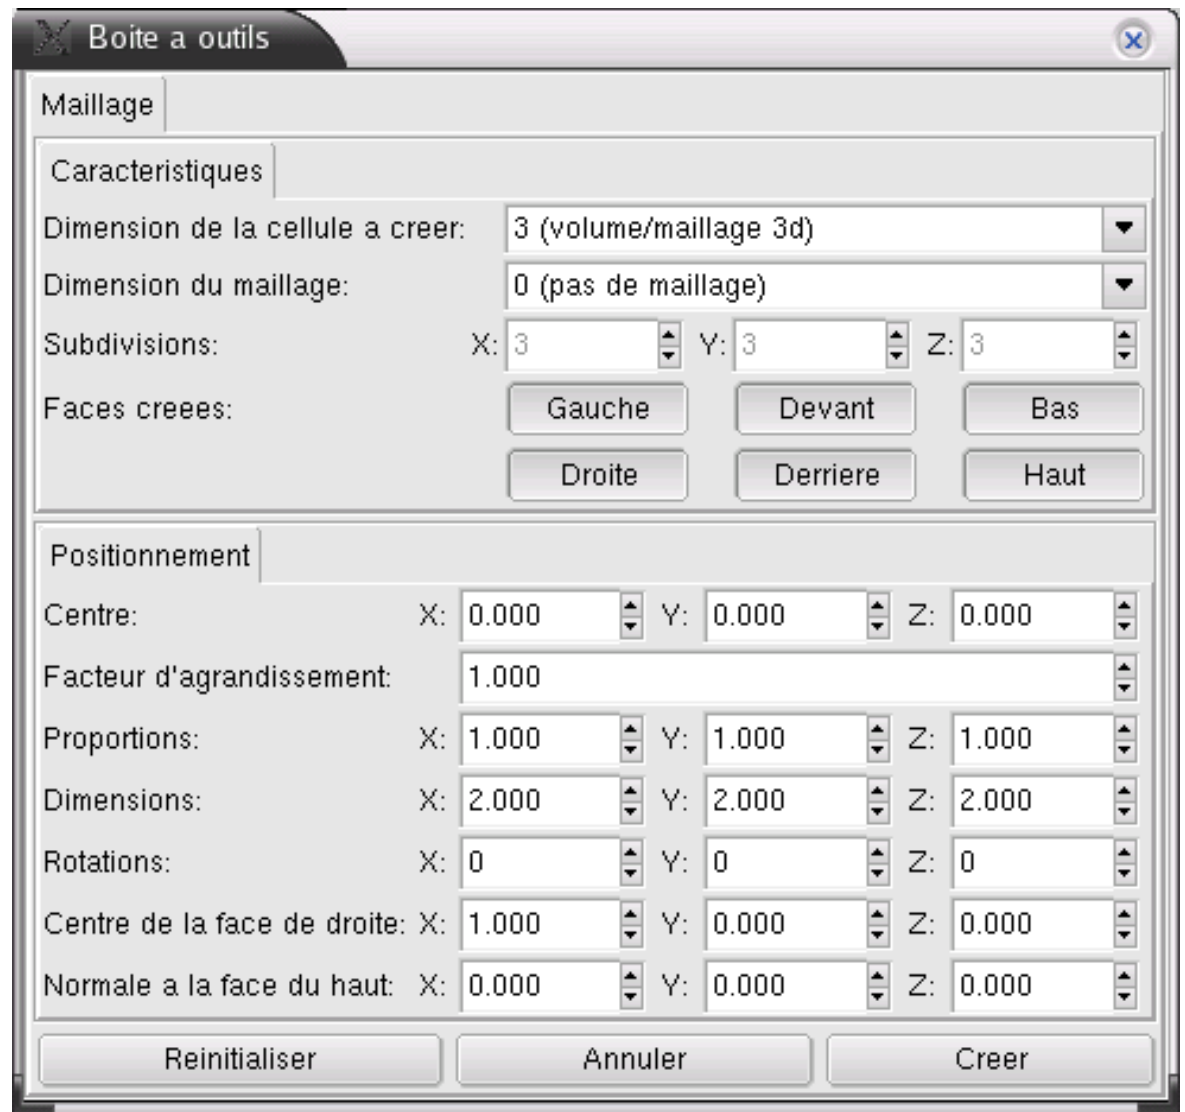 Boite a outils
Maillage
Caracteristiques
Dimension de la cellule a creer: 3 (volume/maillage 3d)
Dimension du maillage: 0 (pas de maillage)
Subdivisions: X: 3 Y: 3 Z: 3
Faces creees: Gauche Devant Bas
Droite Derriere Haut
Positionnement
Centre: X: 0.000 Y: 0.000 Z: 0.000
Facteur d'agrandissement: 1.000
Proportions: X: 1.000 Y: 1.000 Z: 1.000
Dimensions: X: 2.000 Y: 2.000 Z: 2.000
Rotations: X: 0 Y: 0 Z: 0
Centre de la face de droite: X: 1.000 Y: 0.000 Z: 0.000
Normale a la face du haut: X: 0.000 Y: 0.000 Z: 0.000
Reinitialiser Annuler Creer